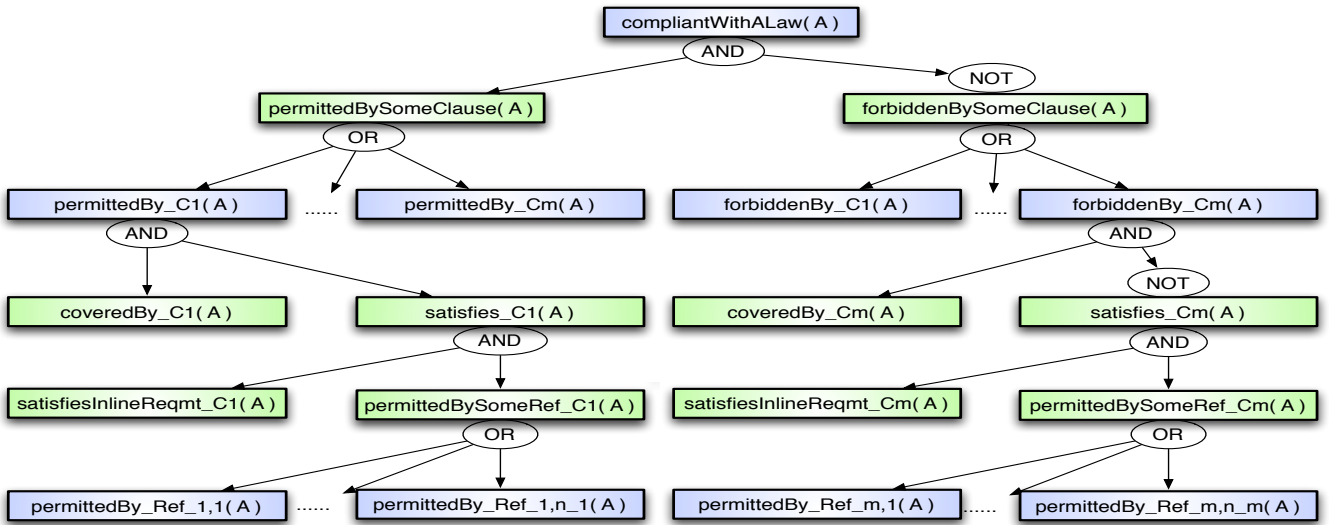 compliantWithALaw( A )
AND
NOT
permittedBySomeClause( A )
forbiddenBySomeClause( A )
OR
OR
permittedBy_C1( A )
......
permittedBy_Cm( A )
forbiddenBy_C1( A )
......
forbiddenBy_Cm( A )
AND
AND
NOT
coveredBy_C1( A )
satisfies_C1( A )
coveredBy_Cm( A )
satisfies_Cm( A )
AND
AND
satisfiesInlineReqmt_C1( A )
permittedBySomeRef_C1( A )
satisfiesInlineReqmt_Cm( A )
permittedBySomeRef_Cm( A )
OR
OR
permittedBy_Ref_1,1( A )
......
permittedBy_Ref_1,n_1( A )
permittedBy_Ref_m,1( A )
......
permittedBy_Ref_m,n_m( A )